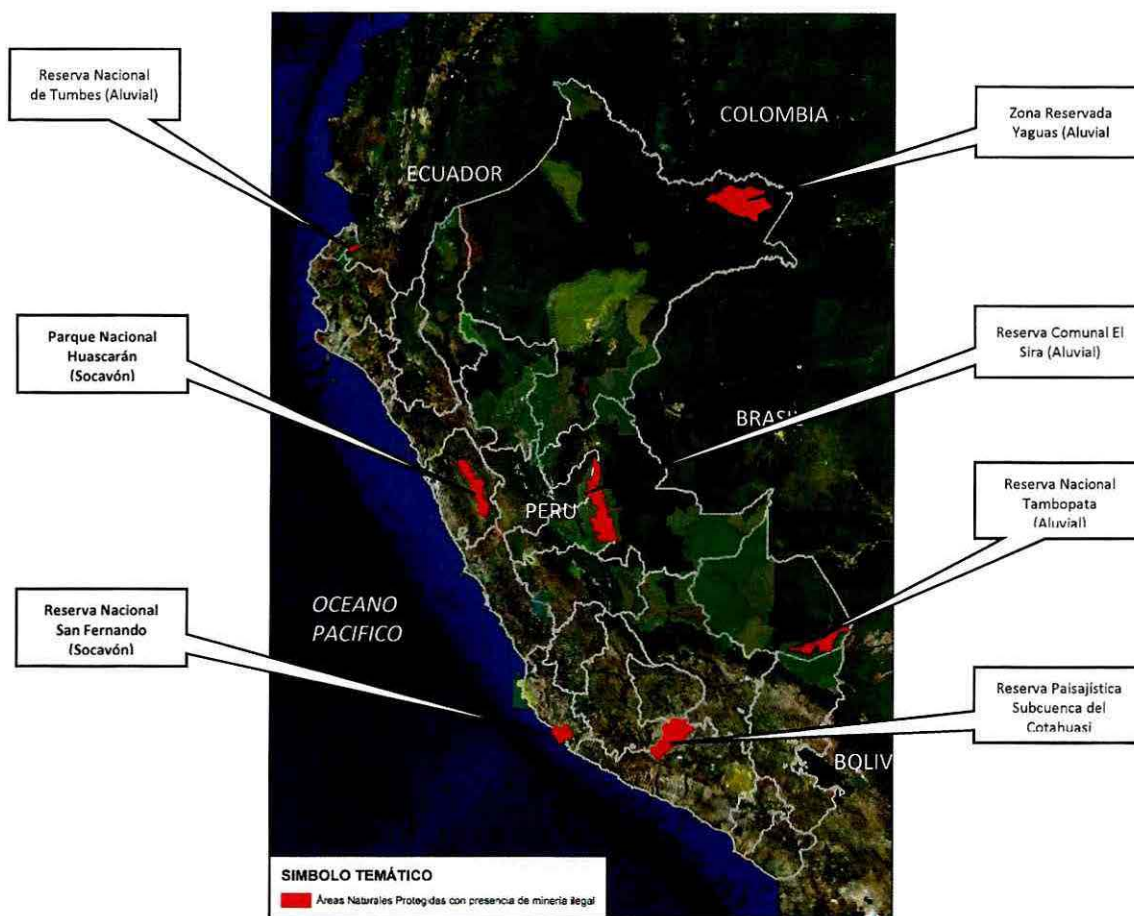 Reserva Nacional
de Tumbes (Aluvial)
COLOMBIA
Zona Reservada
Yaguas (Aluvial
ECUADOR
Parque Nacional
Huascarán
(Socavón)
Reserva Comunal El
Sira (Aluvial)
BRASIL
Reserva Nacional
Tambopata
(Aluvial)
PERU
OCEANO
PACIFICO
Reserva Nacional
San Fernando
(Socavón)
Reserva Paisajística
Subcuenca del
Cotahuasi
BOLIV
SIMBOLO TEMÁTICO
Áreas Naturales Protegidas con presencia de minería ilegal